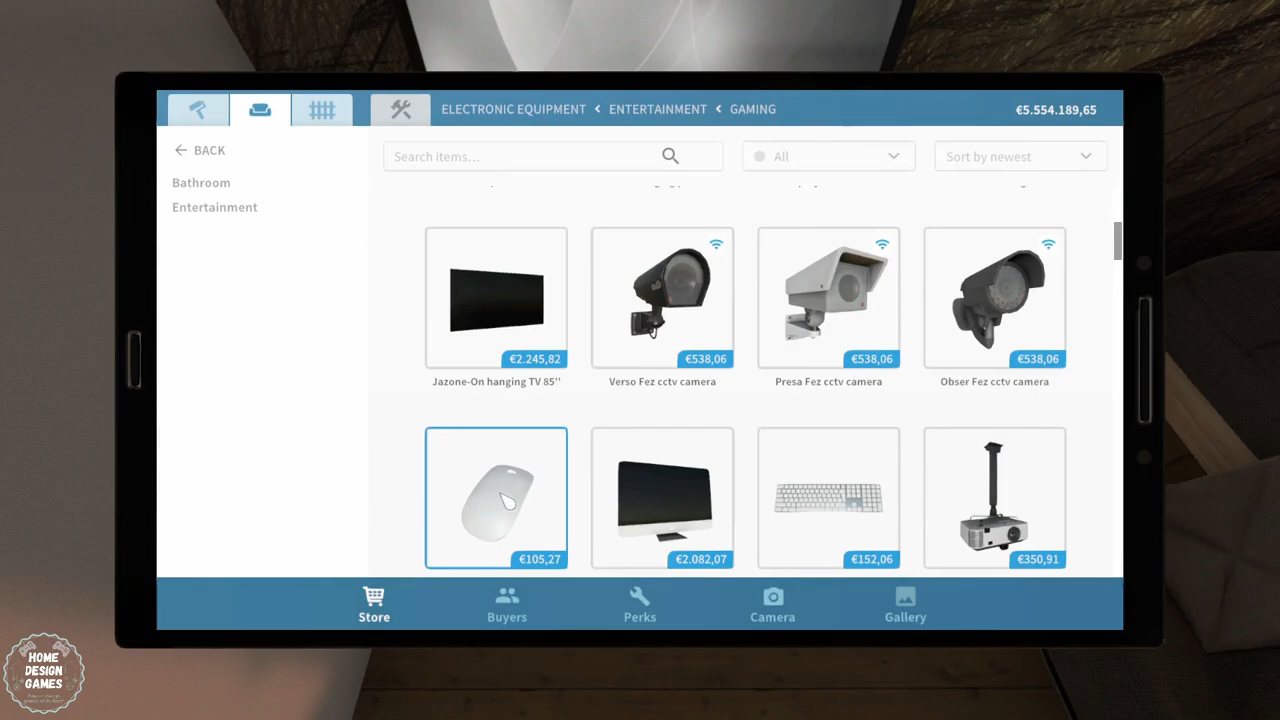 ELECTRONIC EQUIPMENT < ENTERTAINMENT < GAMING
€5.554.189,65
BACK
Search items...
All
Sort by newest
Bathroom
Entertainment
€2.245,82
€538,06
€538,06
€538,06
Jazone-On hanging TV 85''
Verso Fez cctv camera
Presa Fez cctv camera
Obser Fez cctv camera
€105,27
€2.082,07
€152,06
€350,91
Store
Buyers
Perks
Camera
Gallery
HOME
DESIGN
GAMES